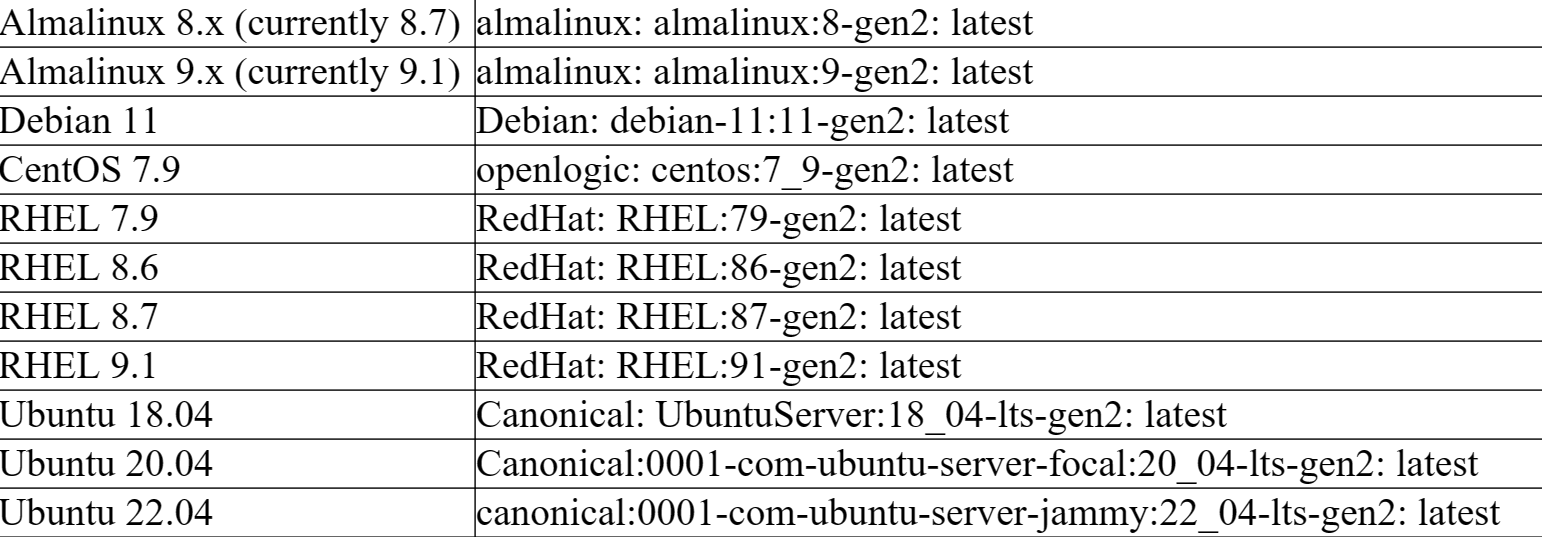 Almalinux 8.x (currently 8.7) almalinux: almalinux:8-gen2: latest
Almalinux 9.x (currently 9.1) almalinux: almalinux:9-gen2: latest
Debian 11 Debian: debian-11:11-gen2: latest
CentOS 7.9 openlogic: centos:7_9-gen2: latest
RHEL 7.9 RedHat: RHEL:79-gen2: latest
RHEL 8.6 RedHat: RHEL:86-gen2: latest
RHEL 8.7 RedHat: RHEL:87-gen2: latest
RHEL 9.1 RedHat: RHEL:91-gen2: latest
Ubuntu 18.04 Canonical: UbuntuServer:18_04-lts-gen2: latest
Ubuntu 20.04 Canonical:0001-com-ubuntu-server-focal:20_04-lts-gen2: latest
Ubuntu 22.04 canonical:0001-com-ubuntu-server-jammy:22_04-lts-gen2: latest